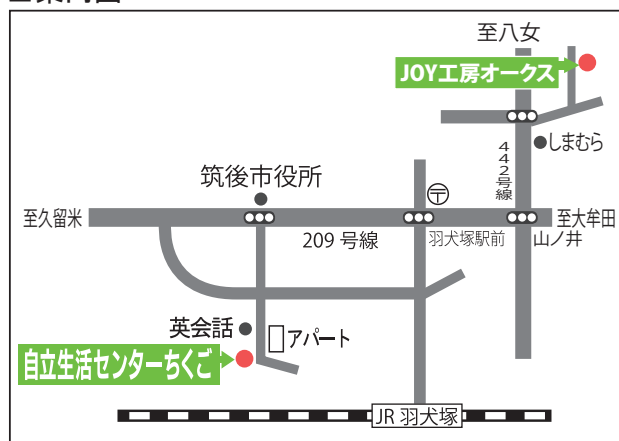 至八女
JOY工房オークス
しまむら
442号線
筑後市役所
〒
至久留米
至大牟田
209号線
羽犬塚駅前
山ノ井
英会話
アパート
自立生活センターちくご
JR 羽犬塚